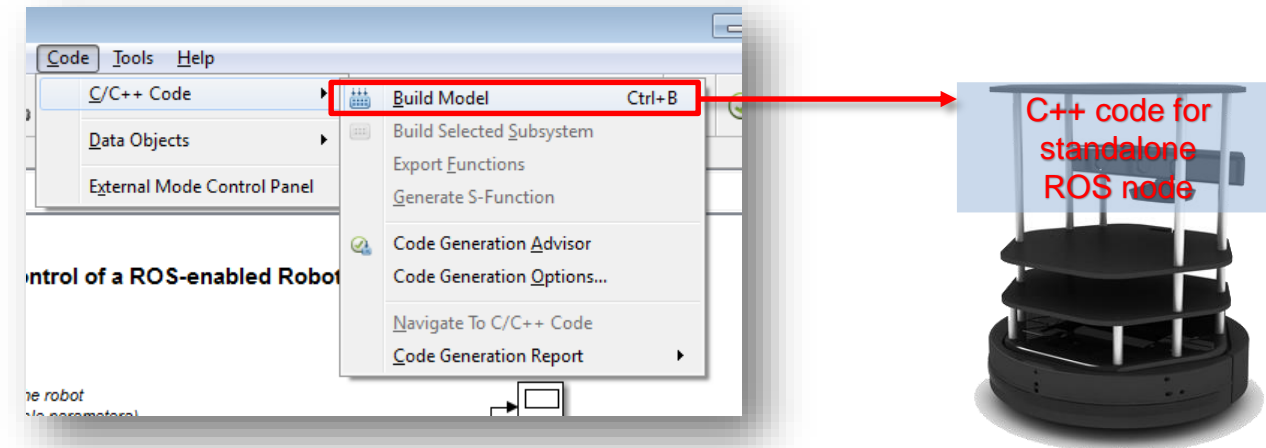 Code Tools Help
C/C++ Code
Data Objects
External Mode Control Panel
Build Model Ctrl+B
Build Selected Subsystem
Export Functions
Generate S-Function
Code Generation Advisor
Code Generation Options...
Navigate To C/C++ Code
Code Generation Report
ontrol of a ROS-enabled Robot
robot
C++ code for
standalone
ROS node